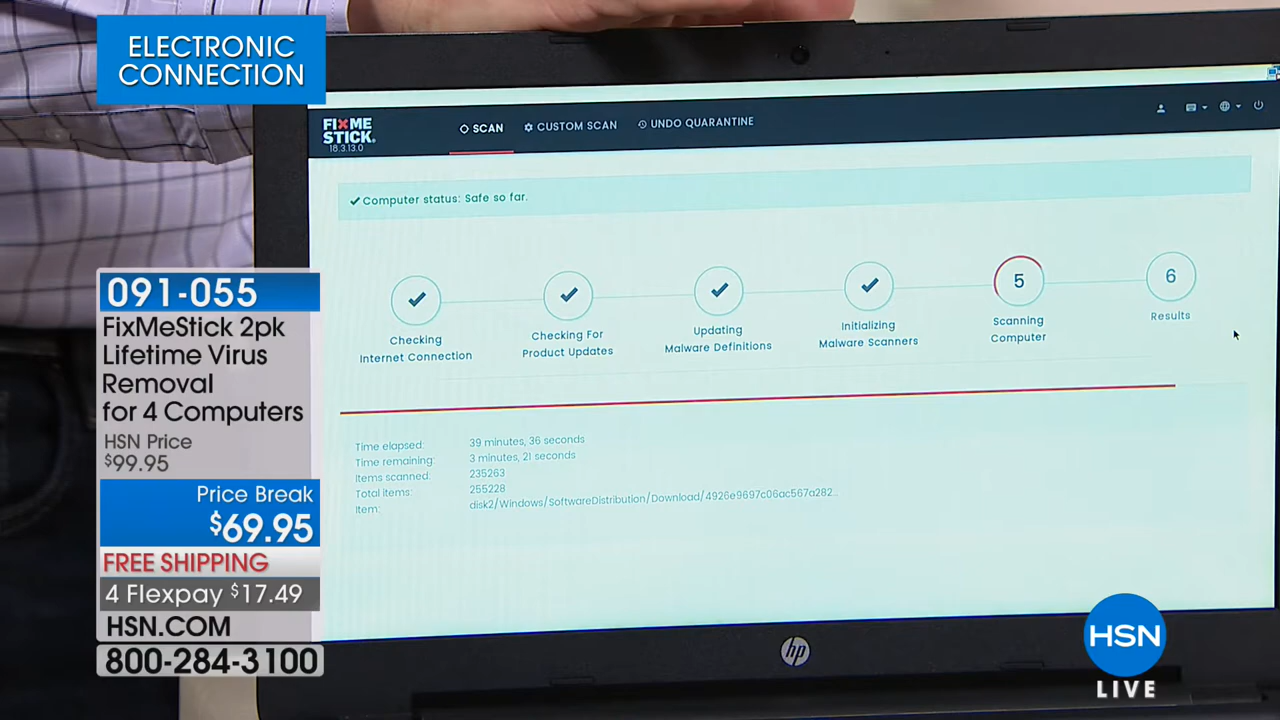 ELECTRONIC
CONNECTION
FIXME
STICK.
18.3.13.0
SCAN
CUSTOM SCAN
UNDO QUARANTINE
Computer status: Safe so far.
Checking
Internet Connection
Checking For
Product Updates
Updating
Malware Definitions
Initializing
Malware Scanners
5
Scanning
Computer
6
Results
Time elapsed: 39 minutes, 36 seconds
Time remaining: 3 minutes, 21 seconds
Items scanned: 235263
Total items: 255228
Item: disk2/Windows/SoftwareDistribution/Download/4926e9697c06ac567a282...
091-055
FixMeStick 2pk
Lifetime Virus
Removal
for 4 Computers
HSN Price
$99.95
Price Break
$69.95
FREE SHIPPING
4 Flexpay $17.49
HSN.COM
800-284-3100
hp
HSN
LIVE